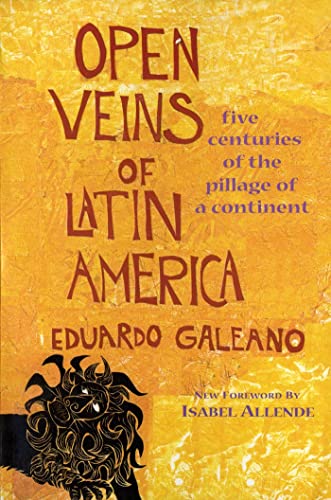 OPEN
VEINS
OF
LATIN
AMERICA
five
centuries
of the
pillage of
a continent
EDUARDO GALEANO
NEW FOREWORD BY
ISABEL ALLENDE